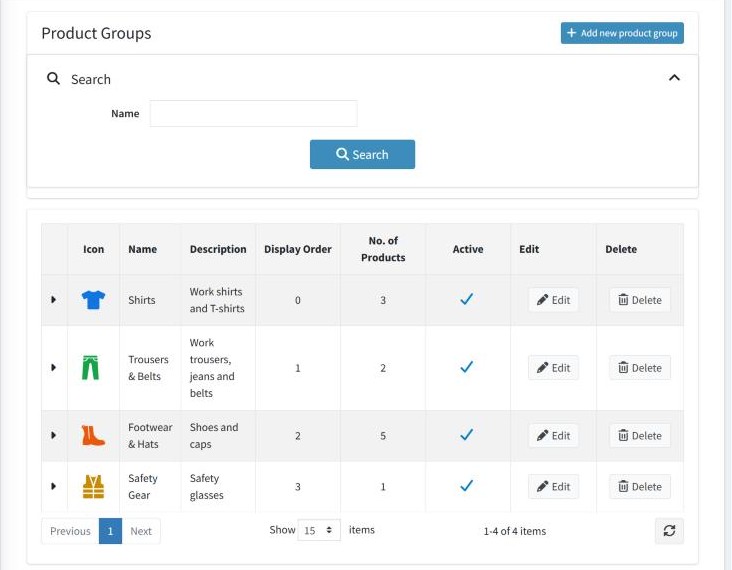 Product Groups
Add new product group
Search
Name
Search
Icon Name Description Display Order No. of Products Active Edit Delete
Shirts Work shirts and T-shirts 0 3 Edit Delete
Trousers & Belts Work trousers, jeans and belts 1 2 Edit Delete
Footwear & Hats Shoes and caps 2 5 Edit Delete
Safety Gear Safety glasses 3 1 Edit Delete
Previous 1 Next Show 15 items 1-4 of 4 items